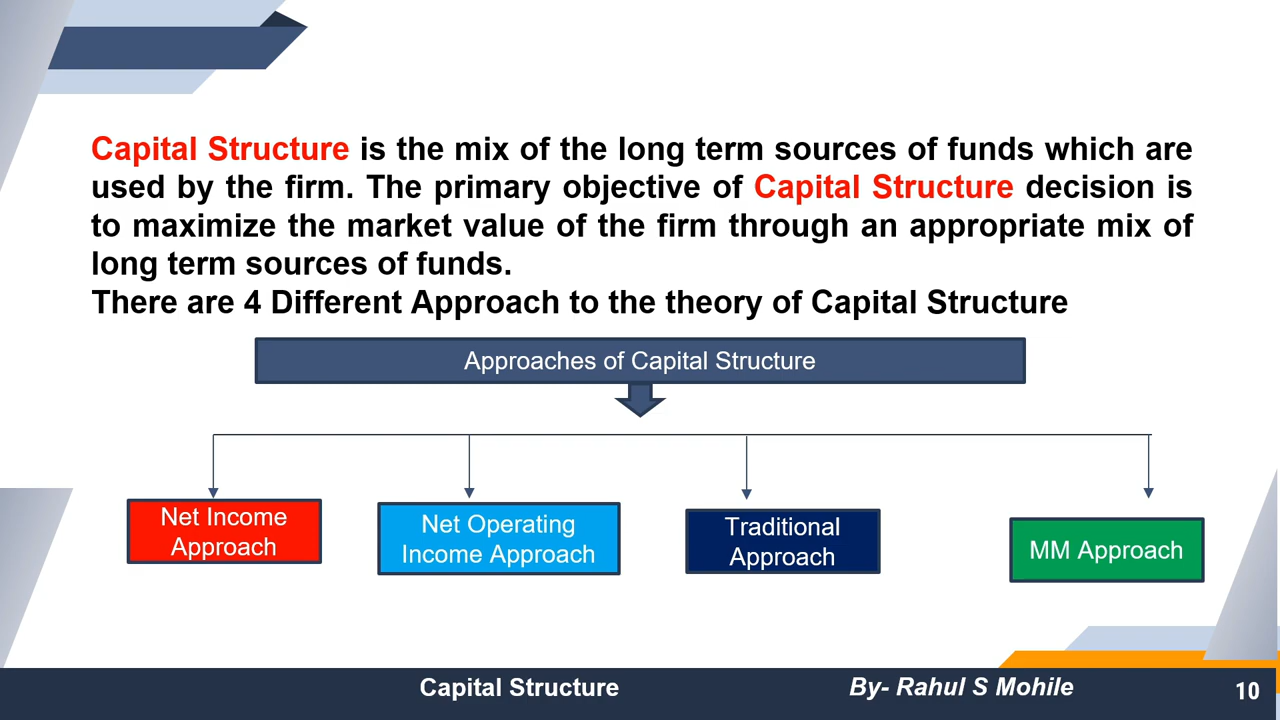 Capital Structure is the mix of the long term sources of funds which are
used by the firm. The primary objective of Capital Structure decision is
to maximize the market value of the firm through an appropriate mix of
long term sources of funds.
There are 4 Different Approach to the theory of Capital Structure
Approaches of Capital Structure
Net Income
Approach
Net Operating
Income Approach
Traditional
Approach
MM Approach
Capital Structure
By- Rahul S Mohile
10